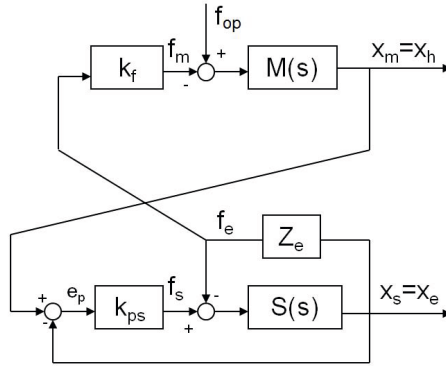 f_op
k_f
f_m
+
-
M(s)
x_m=x_h
f_e
Z_e
+
-
e_p
k_ps
f_s
-
+
S(s)
x_s=x_e